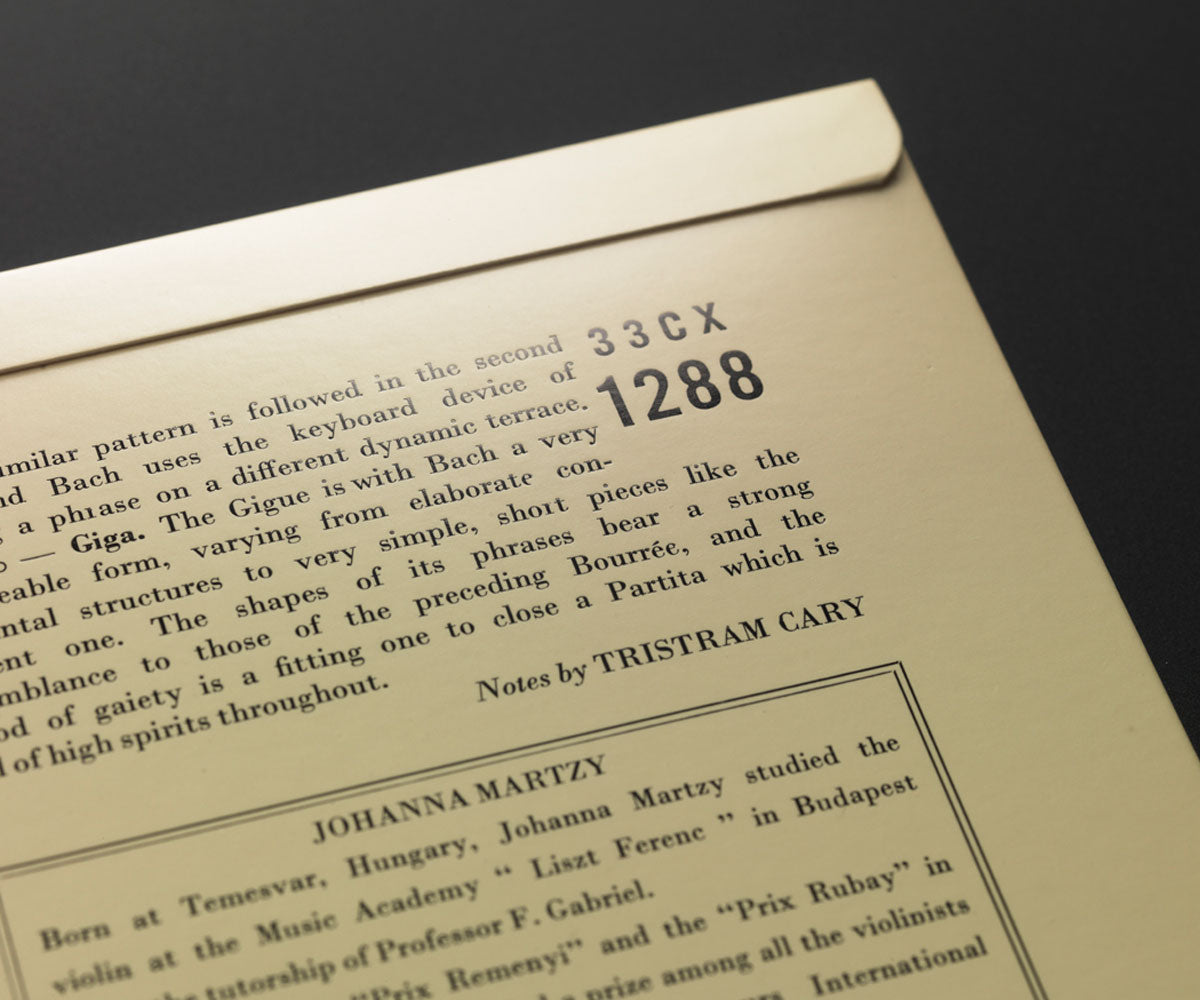 33CX
1288
imilar pattern is followed in the second
nd Bach uses the keyboard device of
g a phrase on a different dynamic terrace.
— Giga. The Gigue is with Bach a very
eable form, varying from elaborate con-
ntal structures to very simple, short pieces like the
ent one. The shapes of its phrases bear a strong
mblance to those of the preceding Bourrée, and the
od of gaiety is a fitting one to close a Partita which is
l of high spirits throughout.
Notes by TRISTRAM CARY
JOHANNA MARTZY
Born at Temesvar, Hungary, Johanna Martzy studied the
violin at the Music Academy “ Liszt Ferenc ” in Budapest
tutorship of Professor F. Gabriel.
“Prix Remenyi” and the “Prix Rubay” in
prize among all the violinists
International